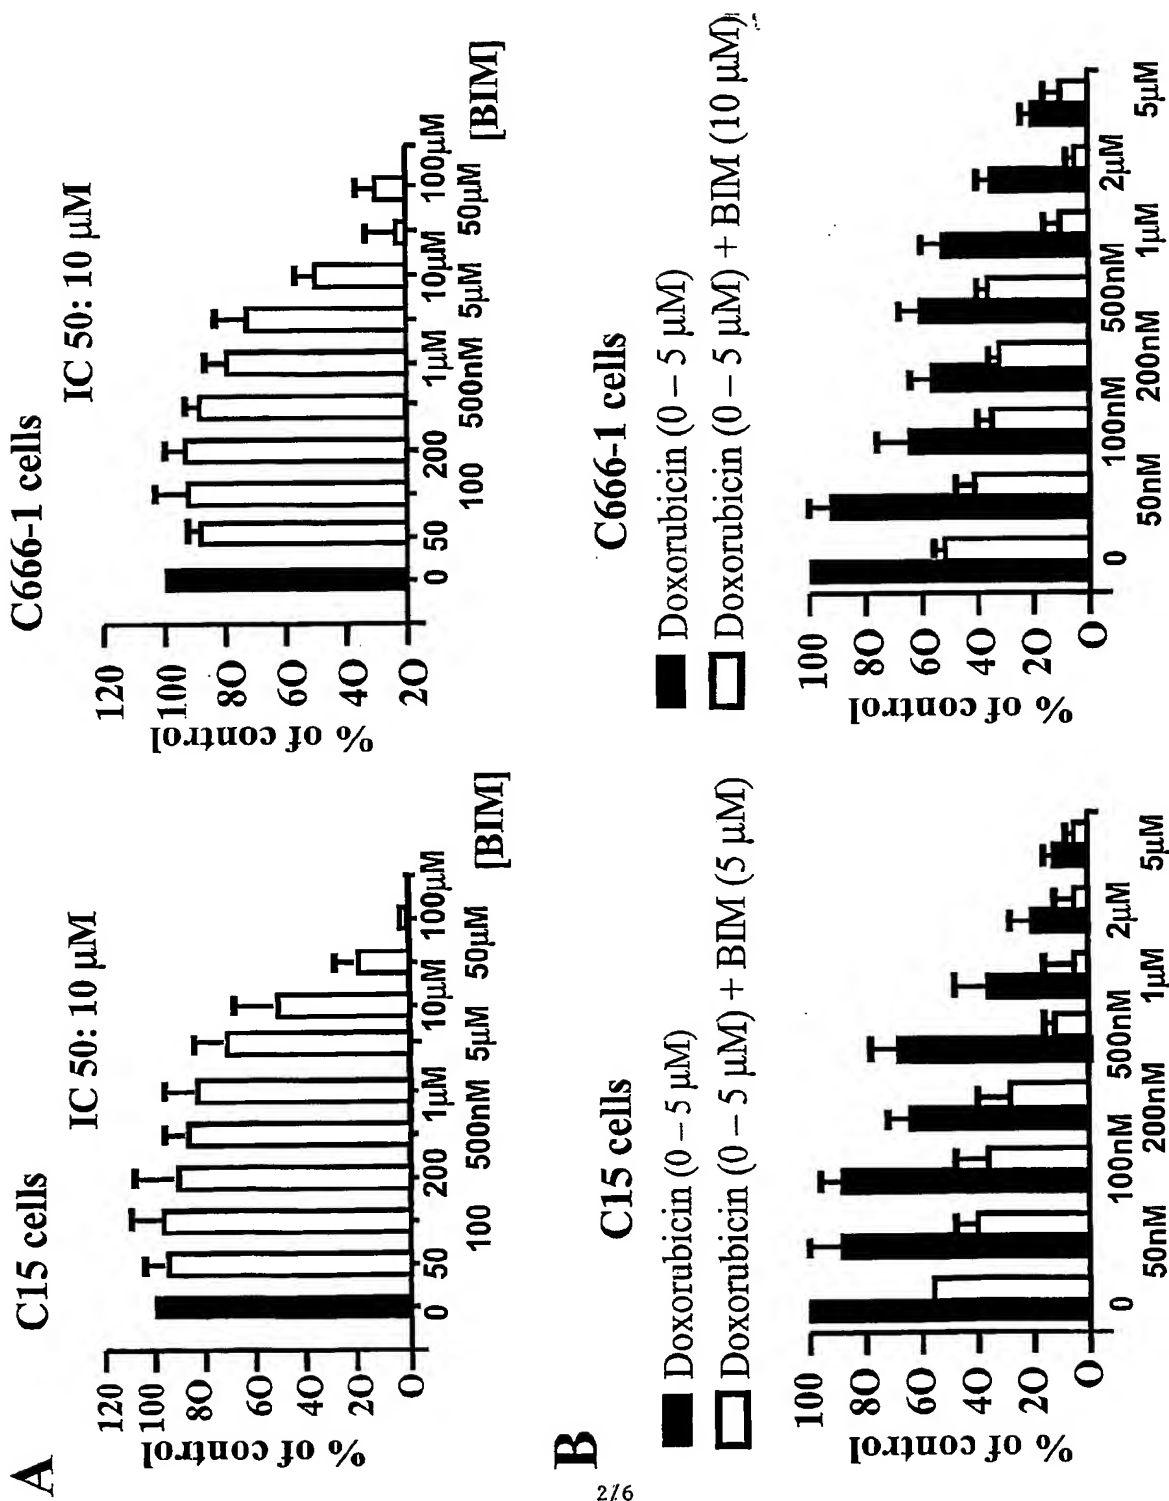 A
C15 cells
IC 50: 10 μM
% of control
120
100
80
60
40
20
0
0
50
100
200
500nM
1μM
5μM
10μM
50μM
100μM
[BIM]
C666-1 cells
IC 50: 10 μM
% of control
120
100
80
60
40
20
0
50
100
200
500nM
1μM
5μM
10μM
50μM
100μM
[BIM]
B
C15 cells
Doxorubicin (0 – 5 μM)
Doxorubicin (0 – 5 μM) + BIM (5 μM)
% of control
100
80
60
40
20
0
0
50nM
100nM
200nM
500nM
1μM
2μM
5μM
C666-1 cells
Doxorubicin (0 – 5 μM)
Doxorubicin (0 – 5 μM) + BIM (10 μM)
% of control
100
80
60
40
20
0
0
50nM
100nM
200nM
500nM
1μM
2μM
5μM
2/6